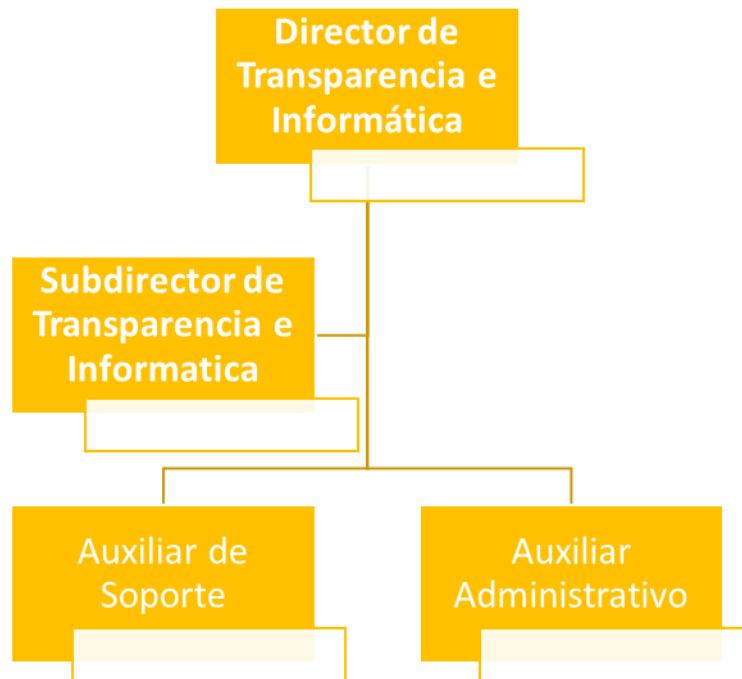 Director de
Transparencia e
Informática
Subdirector de
Transparencia e
Informatica
Auxiliar de
Soporte
Auxiliar
Administrativo